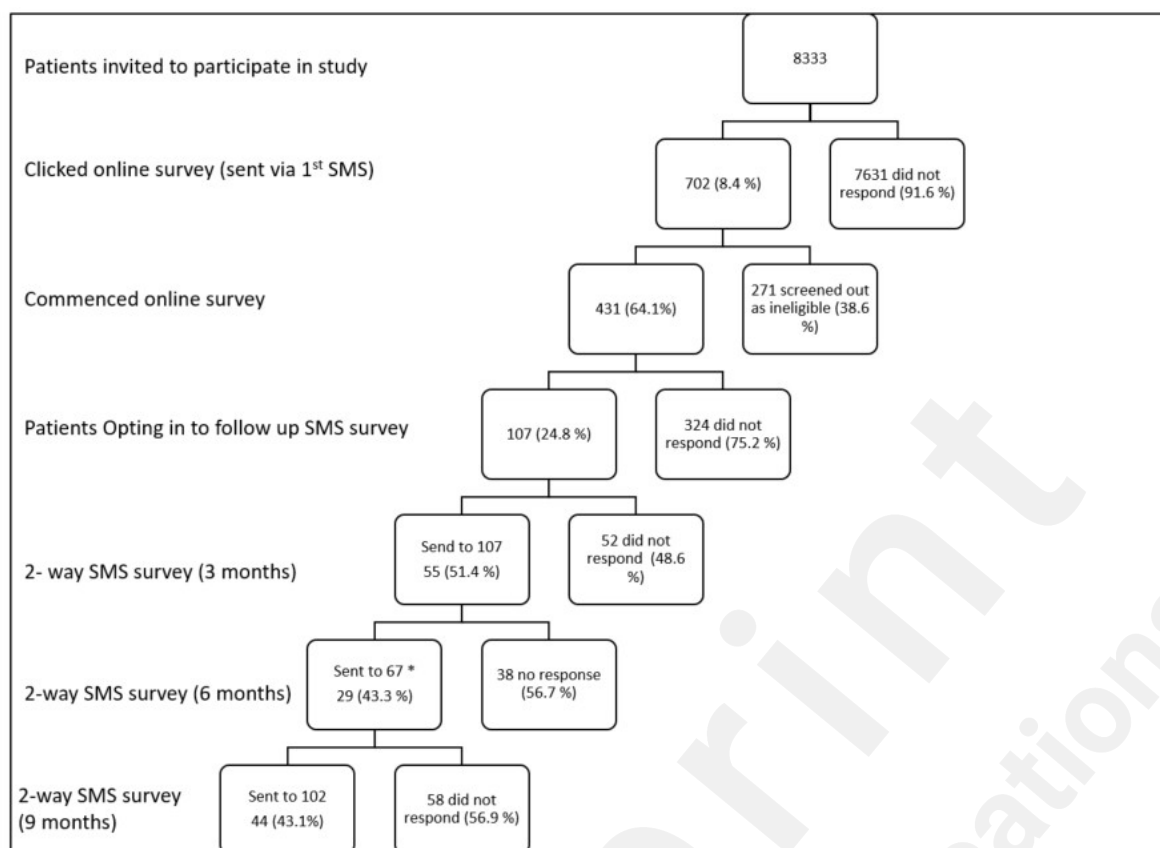 Patients invited to participate in study
8333
Clicked online survey (sent via 1st SMS)
702 (8.4 %)
7631 did not
respond (91.6 %)
Commenced online survey
431 (64.1%)
271 screened out
as ineligible (38.6
%)
Patients Opting in to follow up SMS survey
107 (24.8 %)
324 did not
respond (75.2 %)
2- way SMS survey (3 months)
Send to 107
55 (51.4 %)
52 did not
respond (48.6
%)
2-way SMS survey (6 months)
Sent to 67 *
29 (43.3 %)
38 no response
(56.7 %)
2-way SMS survey
(9 months)
Sent to 102
44 (43.1%)
58 did not
respond (56.9 %)